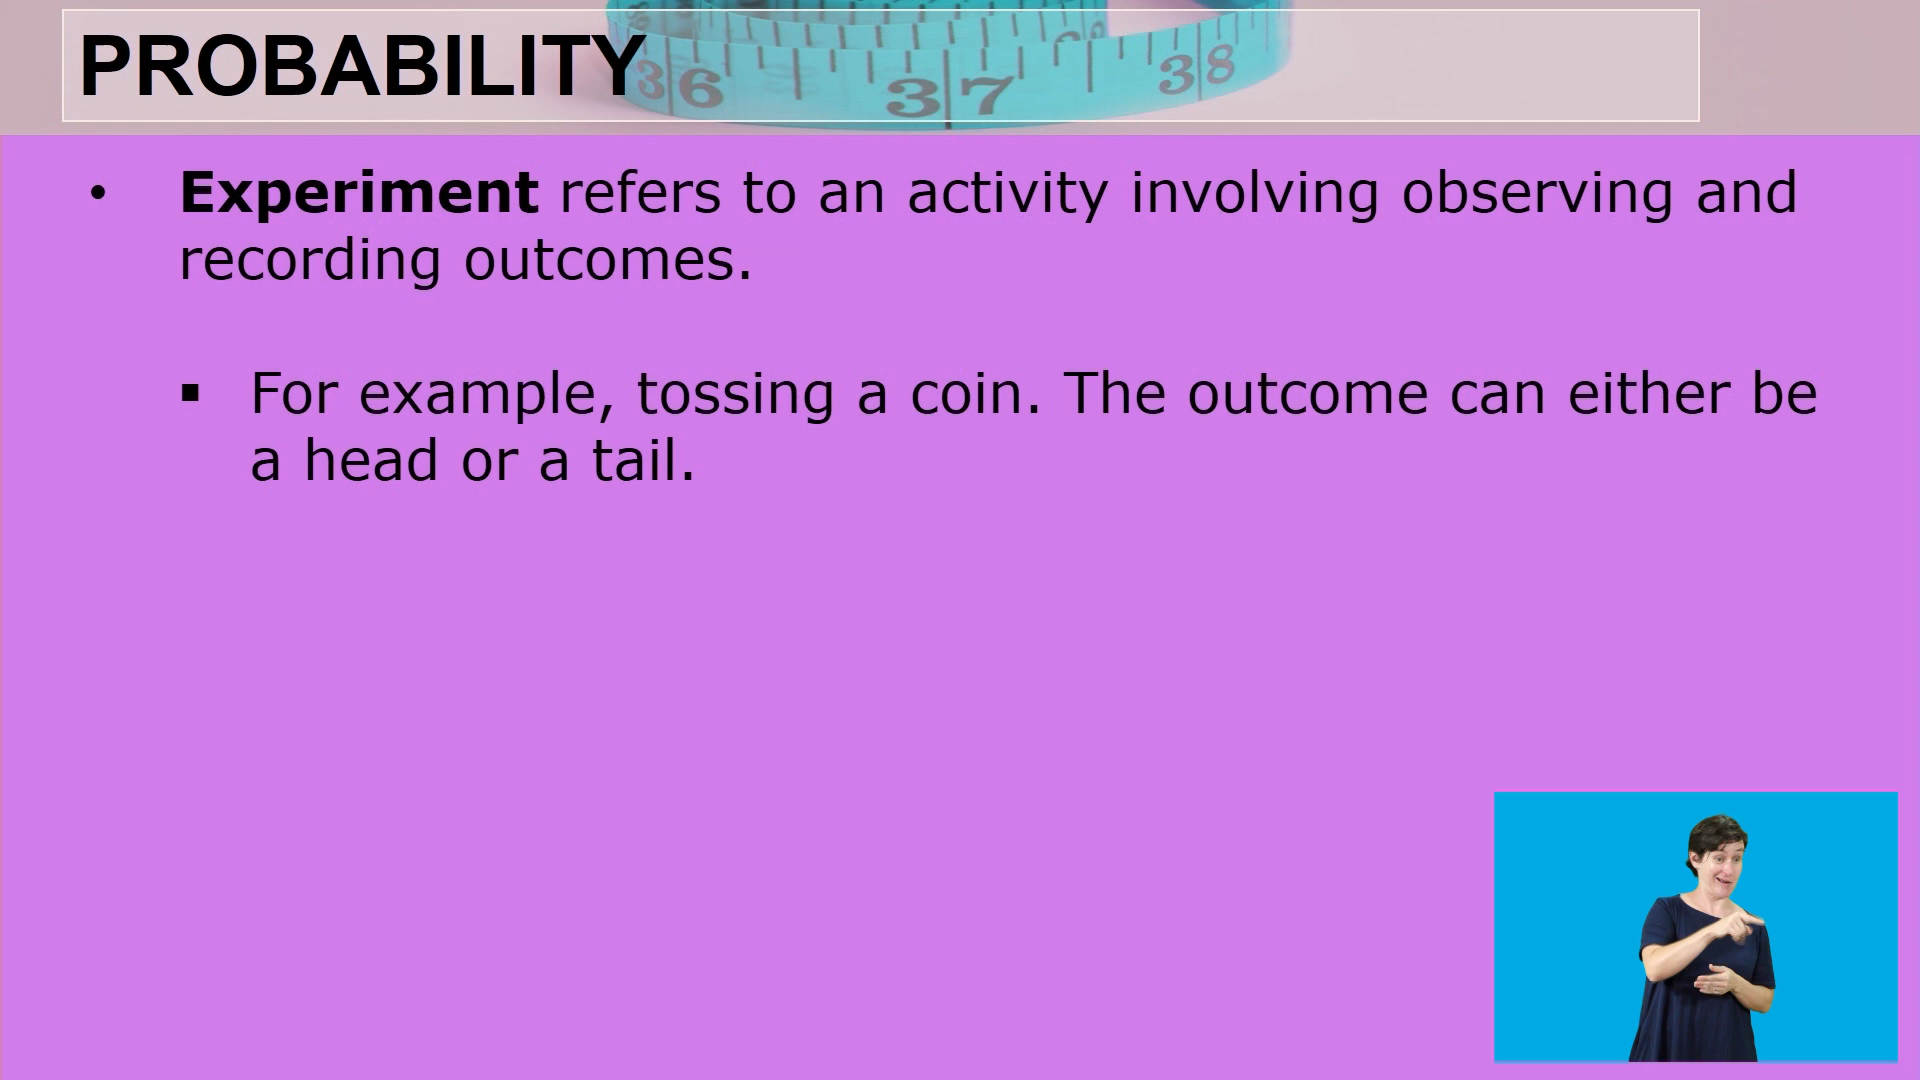 PROBABILITY
36 37 38
• Experiment refers to an activity involving observing and
recording outcomes.
▪ For example, tossing a coin. The outcome can either be
a head or a tail.